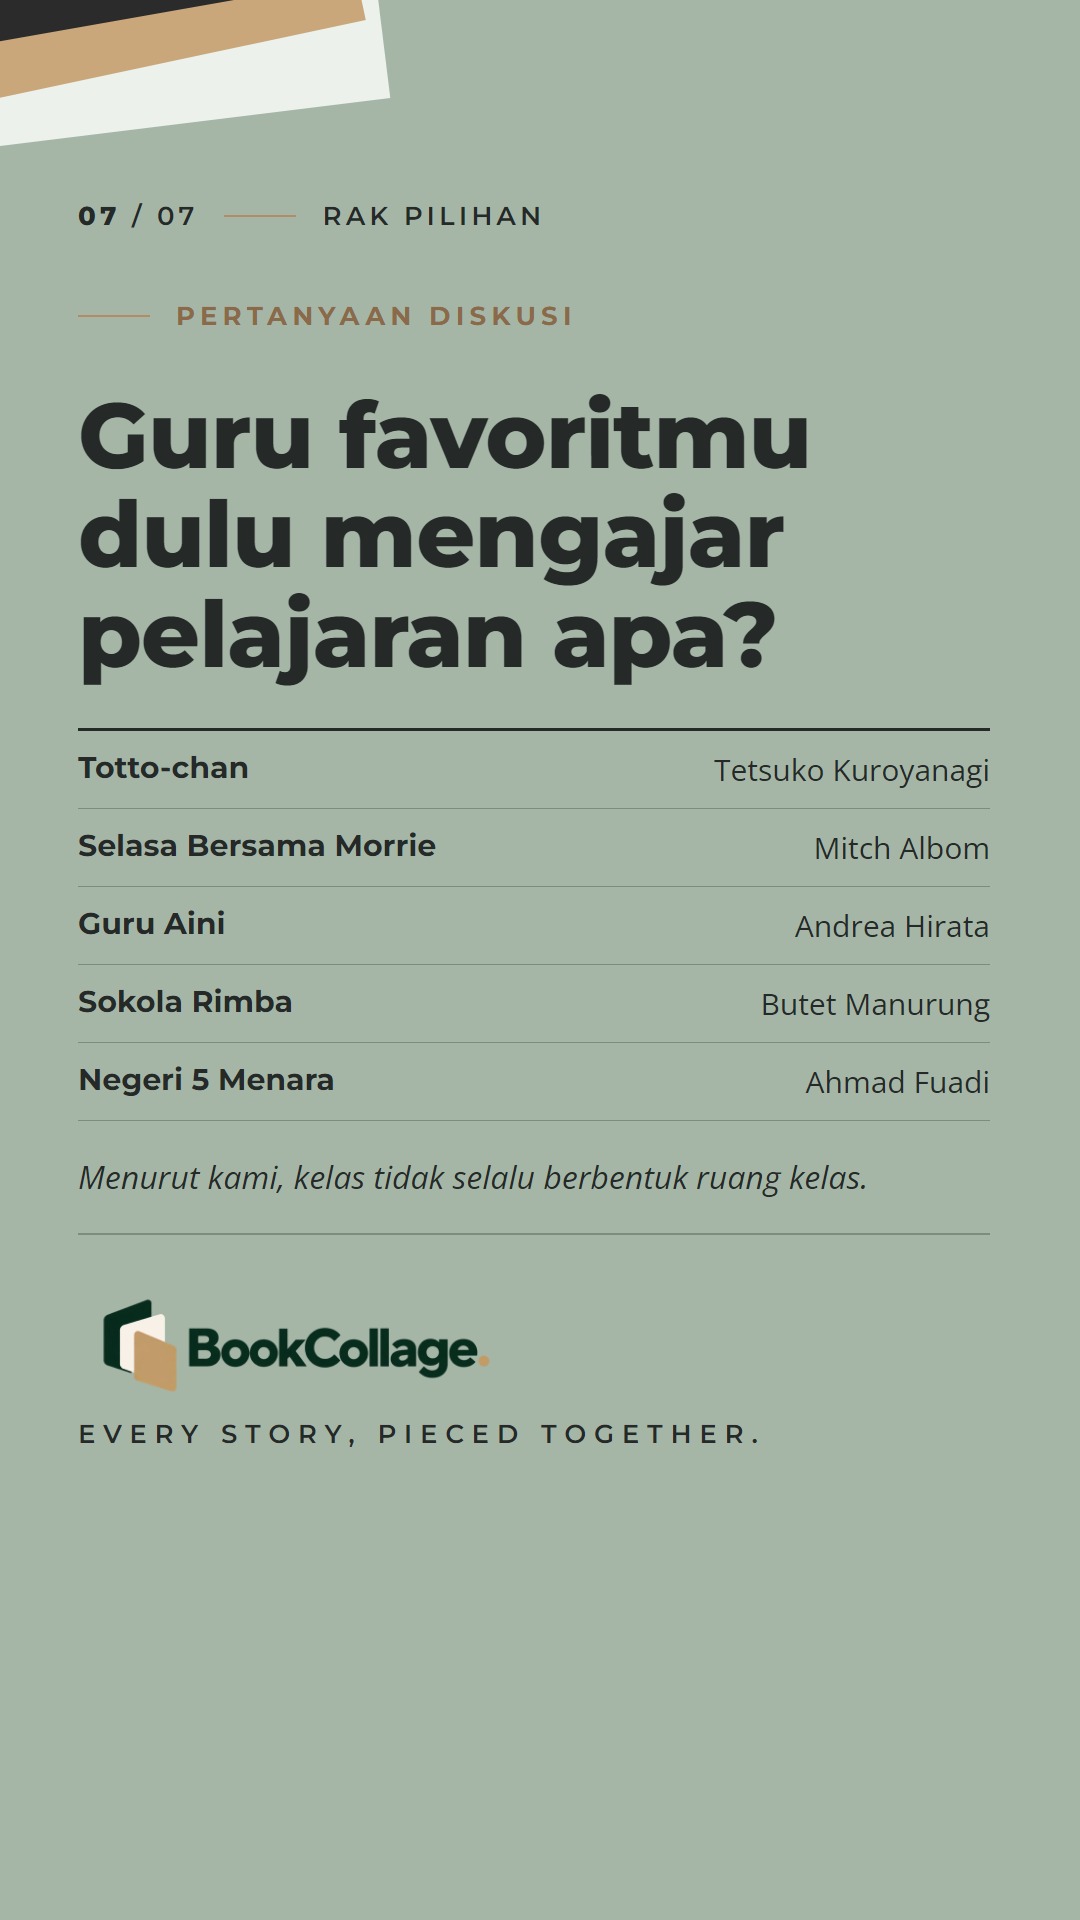 07 / 07 RAK PILIHAN
PERTANYAAN DISKUSI
Guru favoritmu
dulu mengajar
pelajaran apa?
Totto-chan Tetsuko Kuroyanagi
Selasa Bersama Morrie Mitch Albom
Guru Aini Andrea Hirata
Sokola Rimba Butet Manurung
Negeri 5 Menara Ahmad Fuadi
Menurut kami, kelas tidak selalu berbentuk ruang kelas.
BookCollage.
EVERY STORY, PIECED TOGETHER.